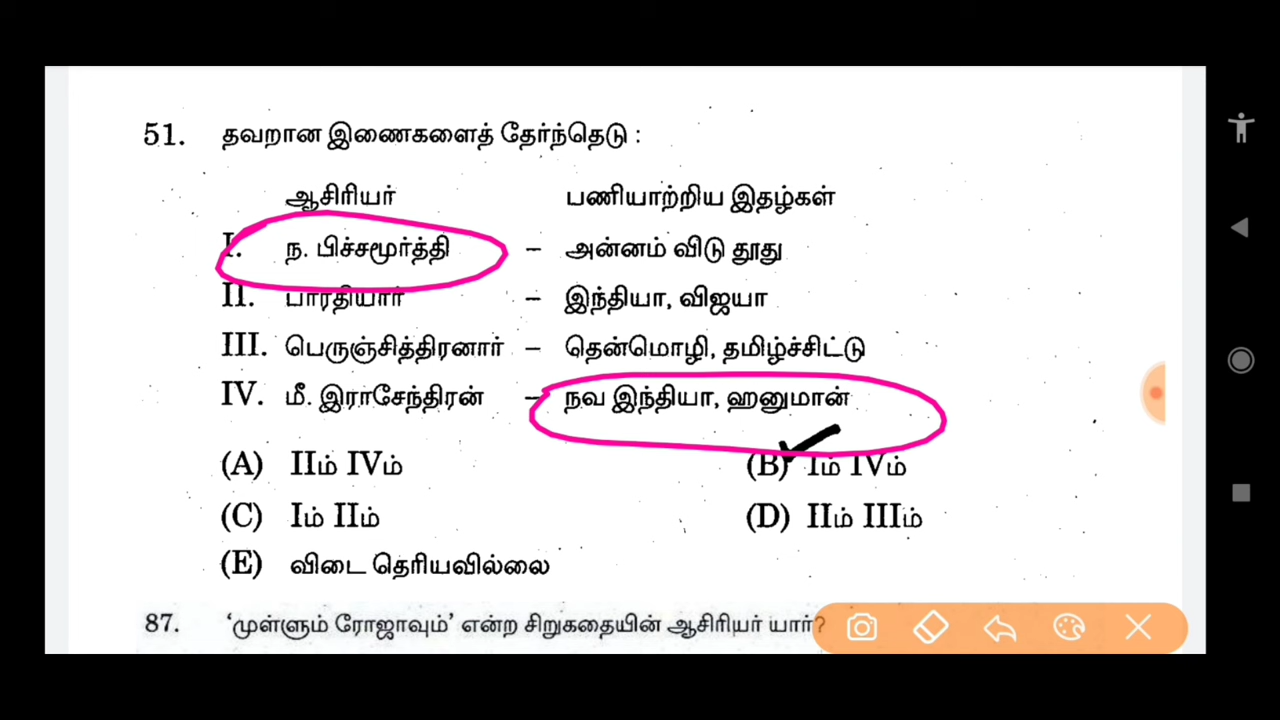 51. தவறான இணைகளைத் தேர்ந்தெடு :
ஆசிரியர் பணியாற்றிய இதழ்கள்
I. ந. பிச்சமூர்த்தி – அன்னம் விடு தூது
II. பாரதியார் – இந்தியா, விஜயா
III. பெருஞ்சித்திரனார் – தென்மொழி, தமிழ்ச்சிட்டு
IV. மீ. இராசேந்திரன் – நவ இந்தியா, ஹனுமான்
(A) IIம் IVம் (B) Iம் IVம்
(C) Iம் IIம் (D) IIம் IIIம்
(E) விடை தெரியவில்லை
87. ‘முள்ளும் ரோஜாவும்’ என்ற சிறுகதையின் ஆசிரியர் யார்?